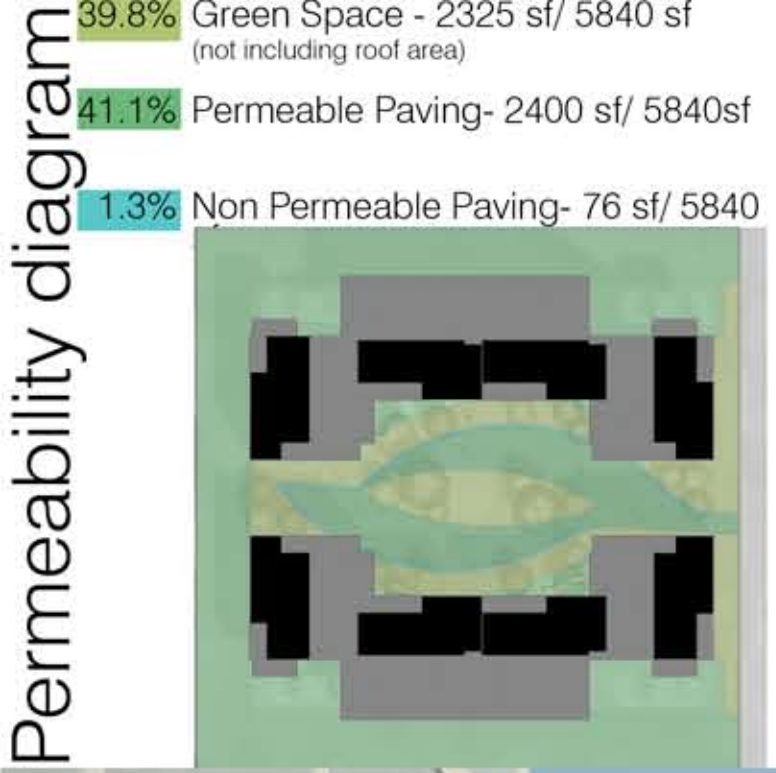 Permeability diagram
39.8% Green Space - 2325 sf/ 5840 sf
(not including roof area)
41.1% Permeable Paving- 2400 sf/ 5840sf
1.3% Non Permeable Paving- 76 sf/ 5840